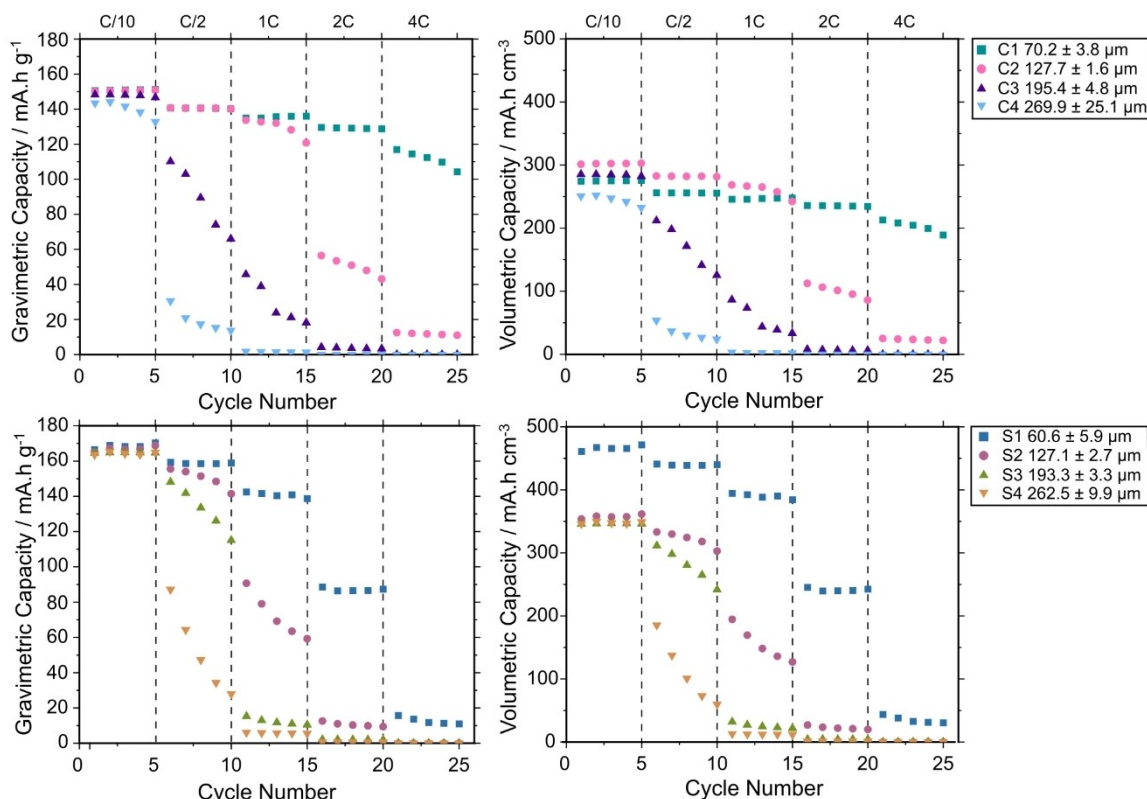 C/10 C/2 1C 2C 4C
180
160
140
120
100
80
60
40
20
0
Gravimetric Capacity / mA.h g⁻¹
0 5 10 15 20 25
Cycle Number
C/10 C/2 1C 2C 4C
500
400
300
200
100
0
Volumetric Capacity / mA.h cm⁻³
0 5 10 15 20 25
Cycle Number
C1 70.2 ± 3.8 µm
C2 127.7 ± 1.6 µm
C3 195.4 ± 4.8 µm
C4 269.9 ± 25.1 µm
180
160
140
120
100
80
60
40
20
0
Gravimetric Capacity / mA.h g⁻¹
0 5 10 15 20 25
Cycle Number
500
400
300
200
100
0
Volumetric Capacity / mA.h cm⁻³
0 5 10 15 20 25
Cycle Number
S1 60.6 ± 5.9 µm
S2 127.1 ± 2.7 µm
S3 193.3 ± 3.3 µm
S4 262.5 ± 9.9 µm